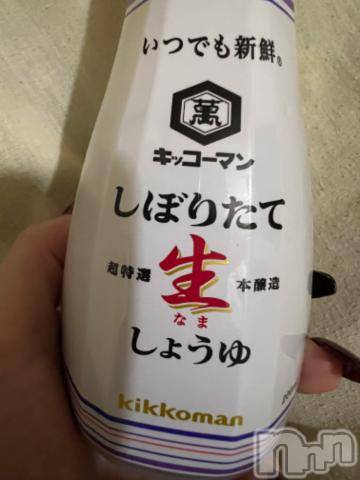 いつでも新鮮®
萬
キッコーマン
しぼりたて
超特選 生 本醸造
なま
しょうゆ
kikkoman